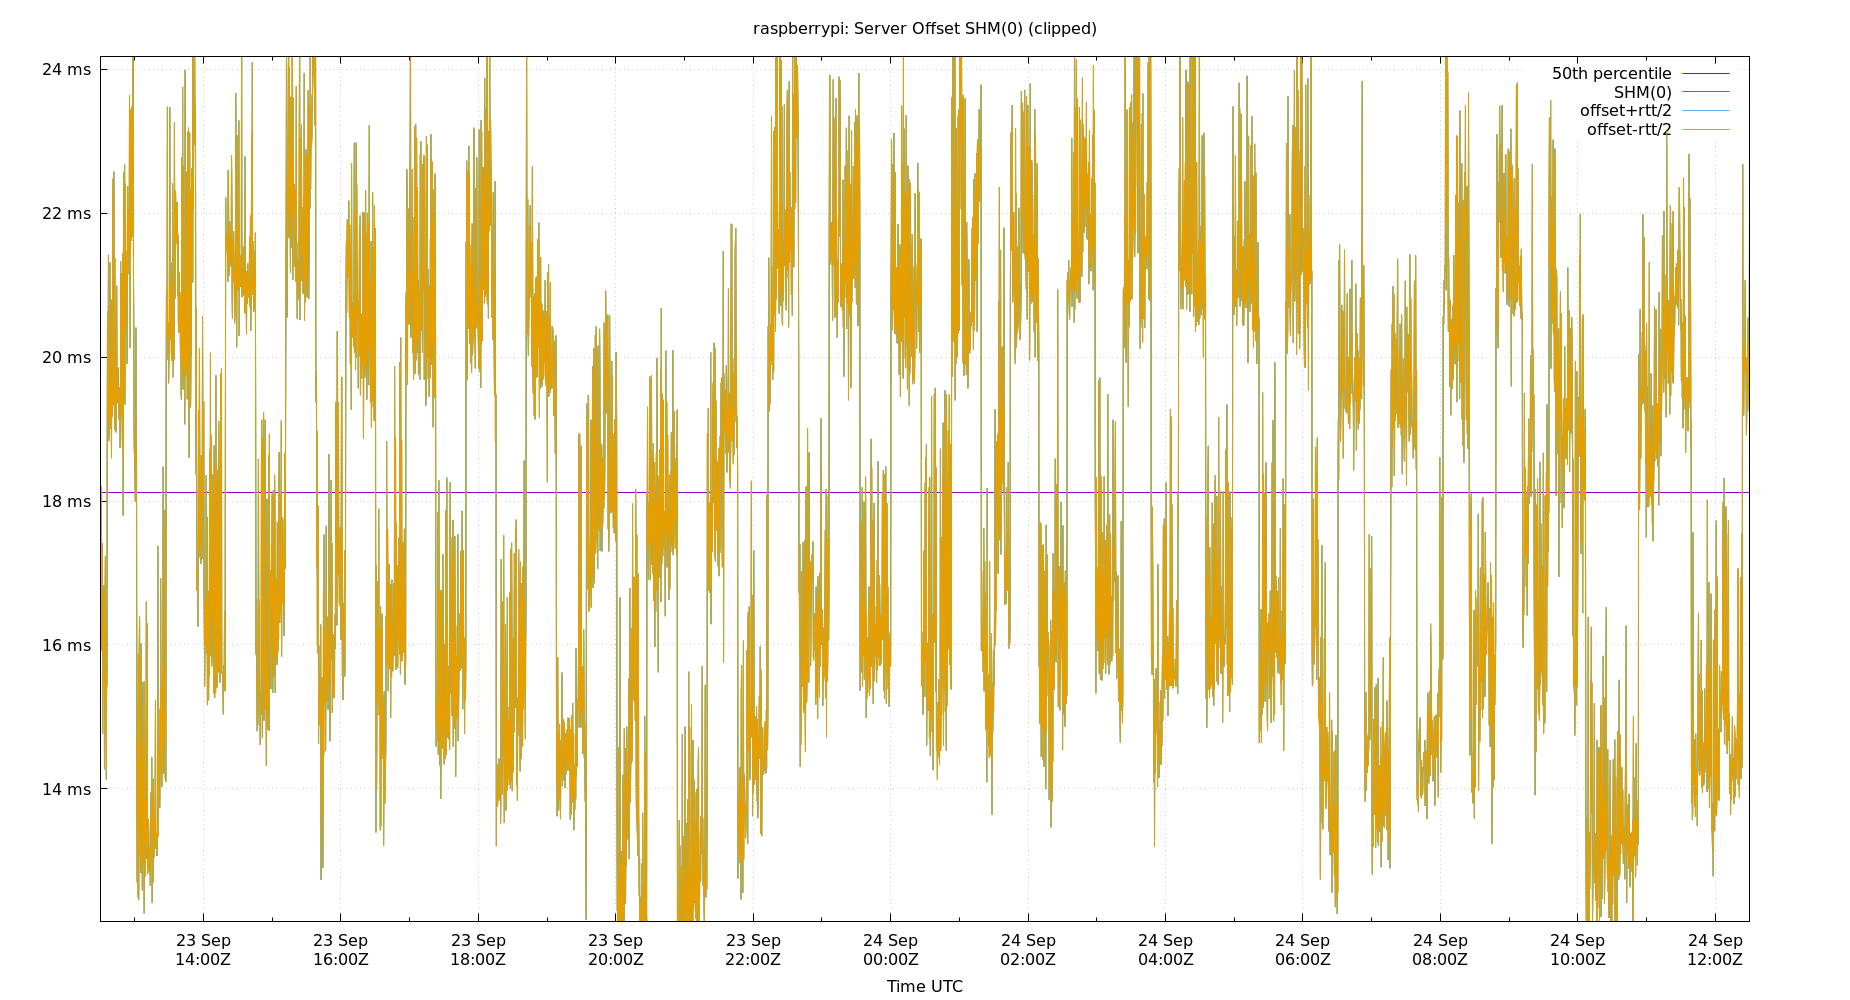 raspberrypi: Server Offset SHM(0) (clipped)
24 ms
22 ms
20 ms
18 ms
16 ms
14 ms
50th percentile
SHM(0)
offset+rtt/2
offset-rtt/2
23 Sep 23 Sep 23 Sep 23 Sep 23 Sep 24 Sep 24 Sep 24 Sep 24 Sep 24 Sep 24 Sep 24 Sep
14:00Z 16:00Z 18:00Z 20:00Z 22:00Z 00:00Z 02:00Z 04:00Z 06:00Z 08:00Z 10:00Z 12:00Z
Time UTC